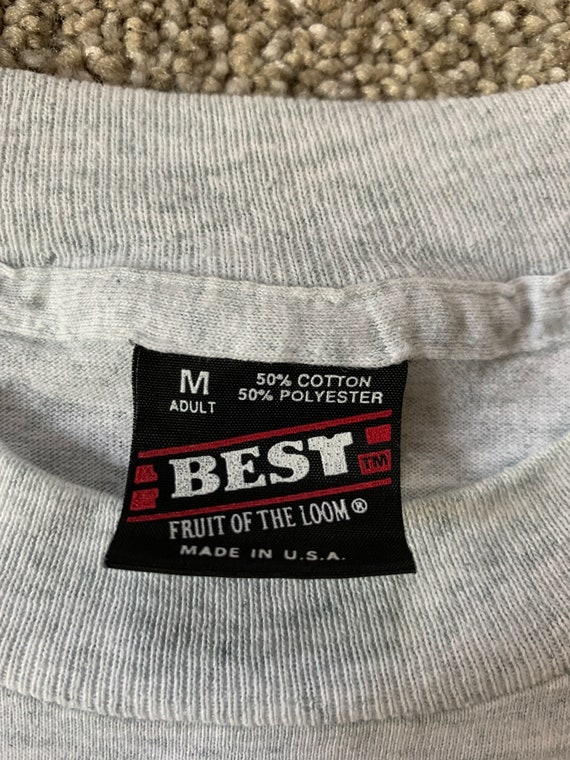 M 50% COTTON
ADULT 50% POLYESTER
BEST TM
FRUIT OF THE LOOM®
MADE IN U.S.A.